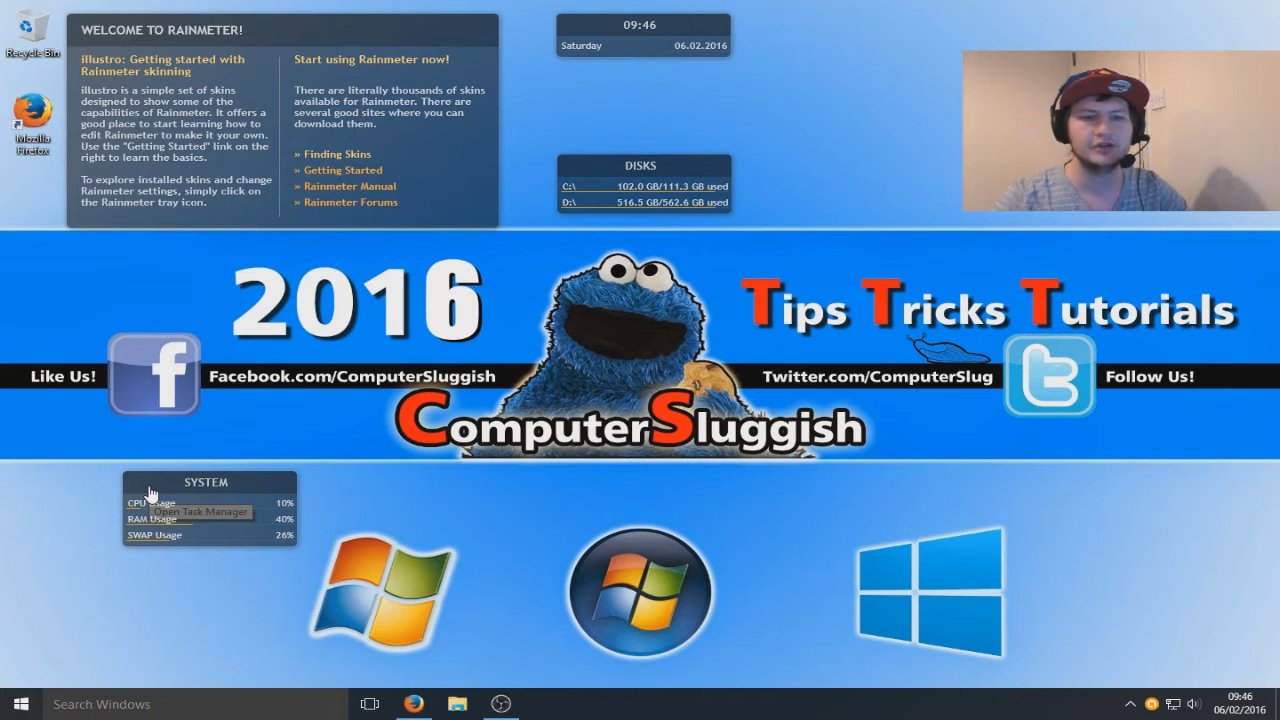 Recycle Bin
Mozilla
Firefox
WELCOME TO RAINMETER!
illustro: Getting started with
Rainmeter skinning
illustro is a simple set of skins
designed to show some of the
capabilities of Rainmeter. It offers a
good place to start learning how to
edit Rainmeter to make it your own.
Use the "Getting Started" link on the
right to learn the basics.
To explore installed skins and change
Rainmeter settings, simply click on
the Rainmeter tray icon.
Start using Rainmeter now!
There are literally thousands of skins
available for Rainmeter. There are
several good sites where you can
download them.
» Finding Skins
» Getting Started
» Rainmeter Manual
» Rainmeter Forums
09:46
Saturday 06.02.2016
DISKS
C:\ 102.0 GB/111.3 GB used
D:\ 516.5 GB/562.6 GB used
2016
Tips Tricks Tutorials
Like Us! f Facebook.com/ComputerSluggish
Twitter.com/ComputerSlug t Follow Us!
ComputerSluggish
SYSTEM
CPU Usage 10%
Open Task Manager
RAM Usage 40%
SWAP Usage 26%
Search Windows
09:46
06/02/2016